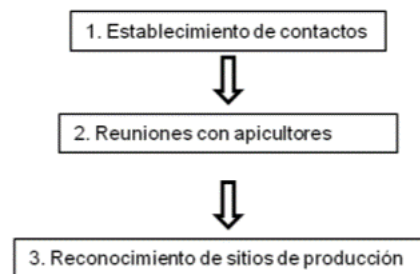 1. Establecimiento de contactos
2. Reuniones con apicultores
3. Reconocimiento de sitios de producción